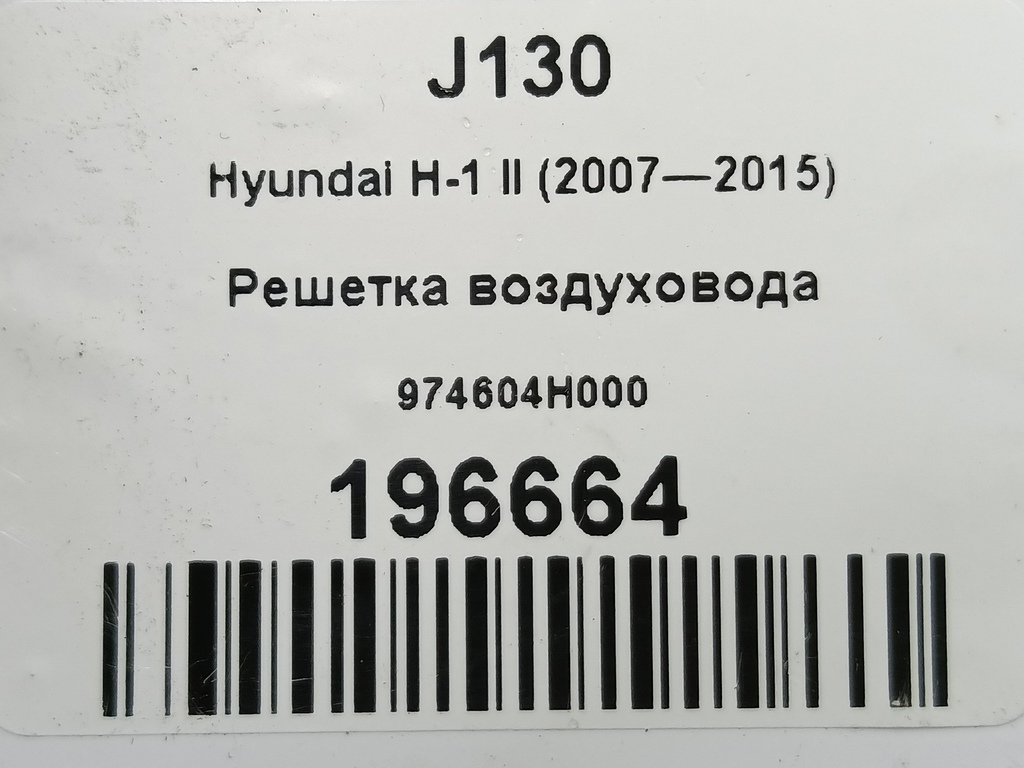 J130
Hyundai H-1 II (2007—2015)
Решетка воздуховода
974604H000
196664